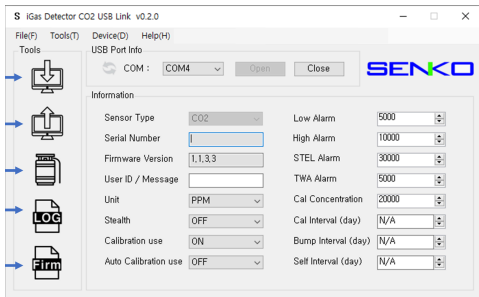 S iGas Detector CO2 USB Link v0.2.0
File(F) Tools(T) Device(D) Help(H)
Tools
USB Port Info
COM : COM4 Open Close
SENKO
Information
Sensor Type CO2 Low Alarm 5000
Serial Number High Alarm 10000
Firmware Version 1,1,3,3 STEL Alarm 30000
User ID / Message TWA Alarm 5000
Unit PPM Cal Concentration 20000
Stealth OFF Cal Interval (day) N/A
Calibration use ON Bump Interval (day) N/A
Auto Calibration use OFF Self Interval (day) N/A
LOG
Firm